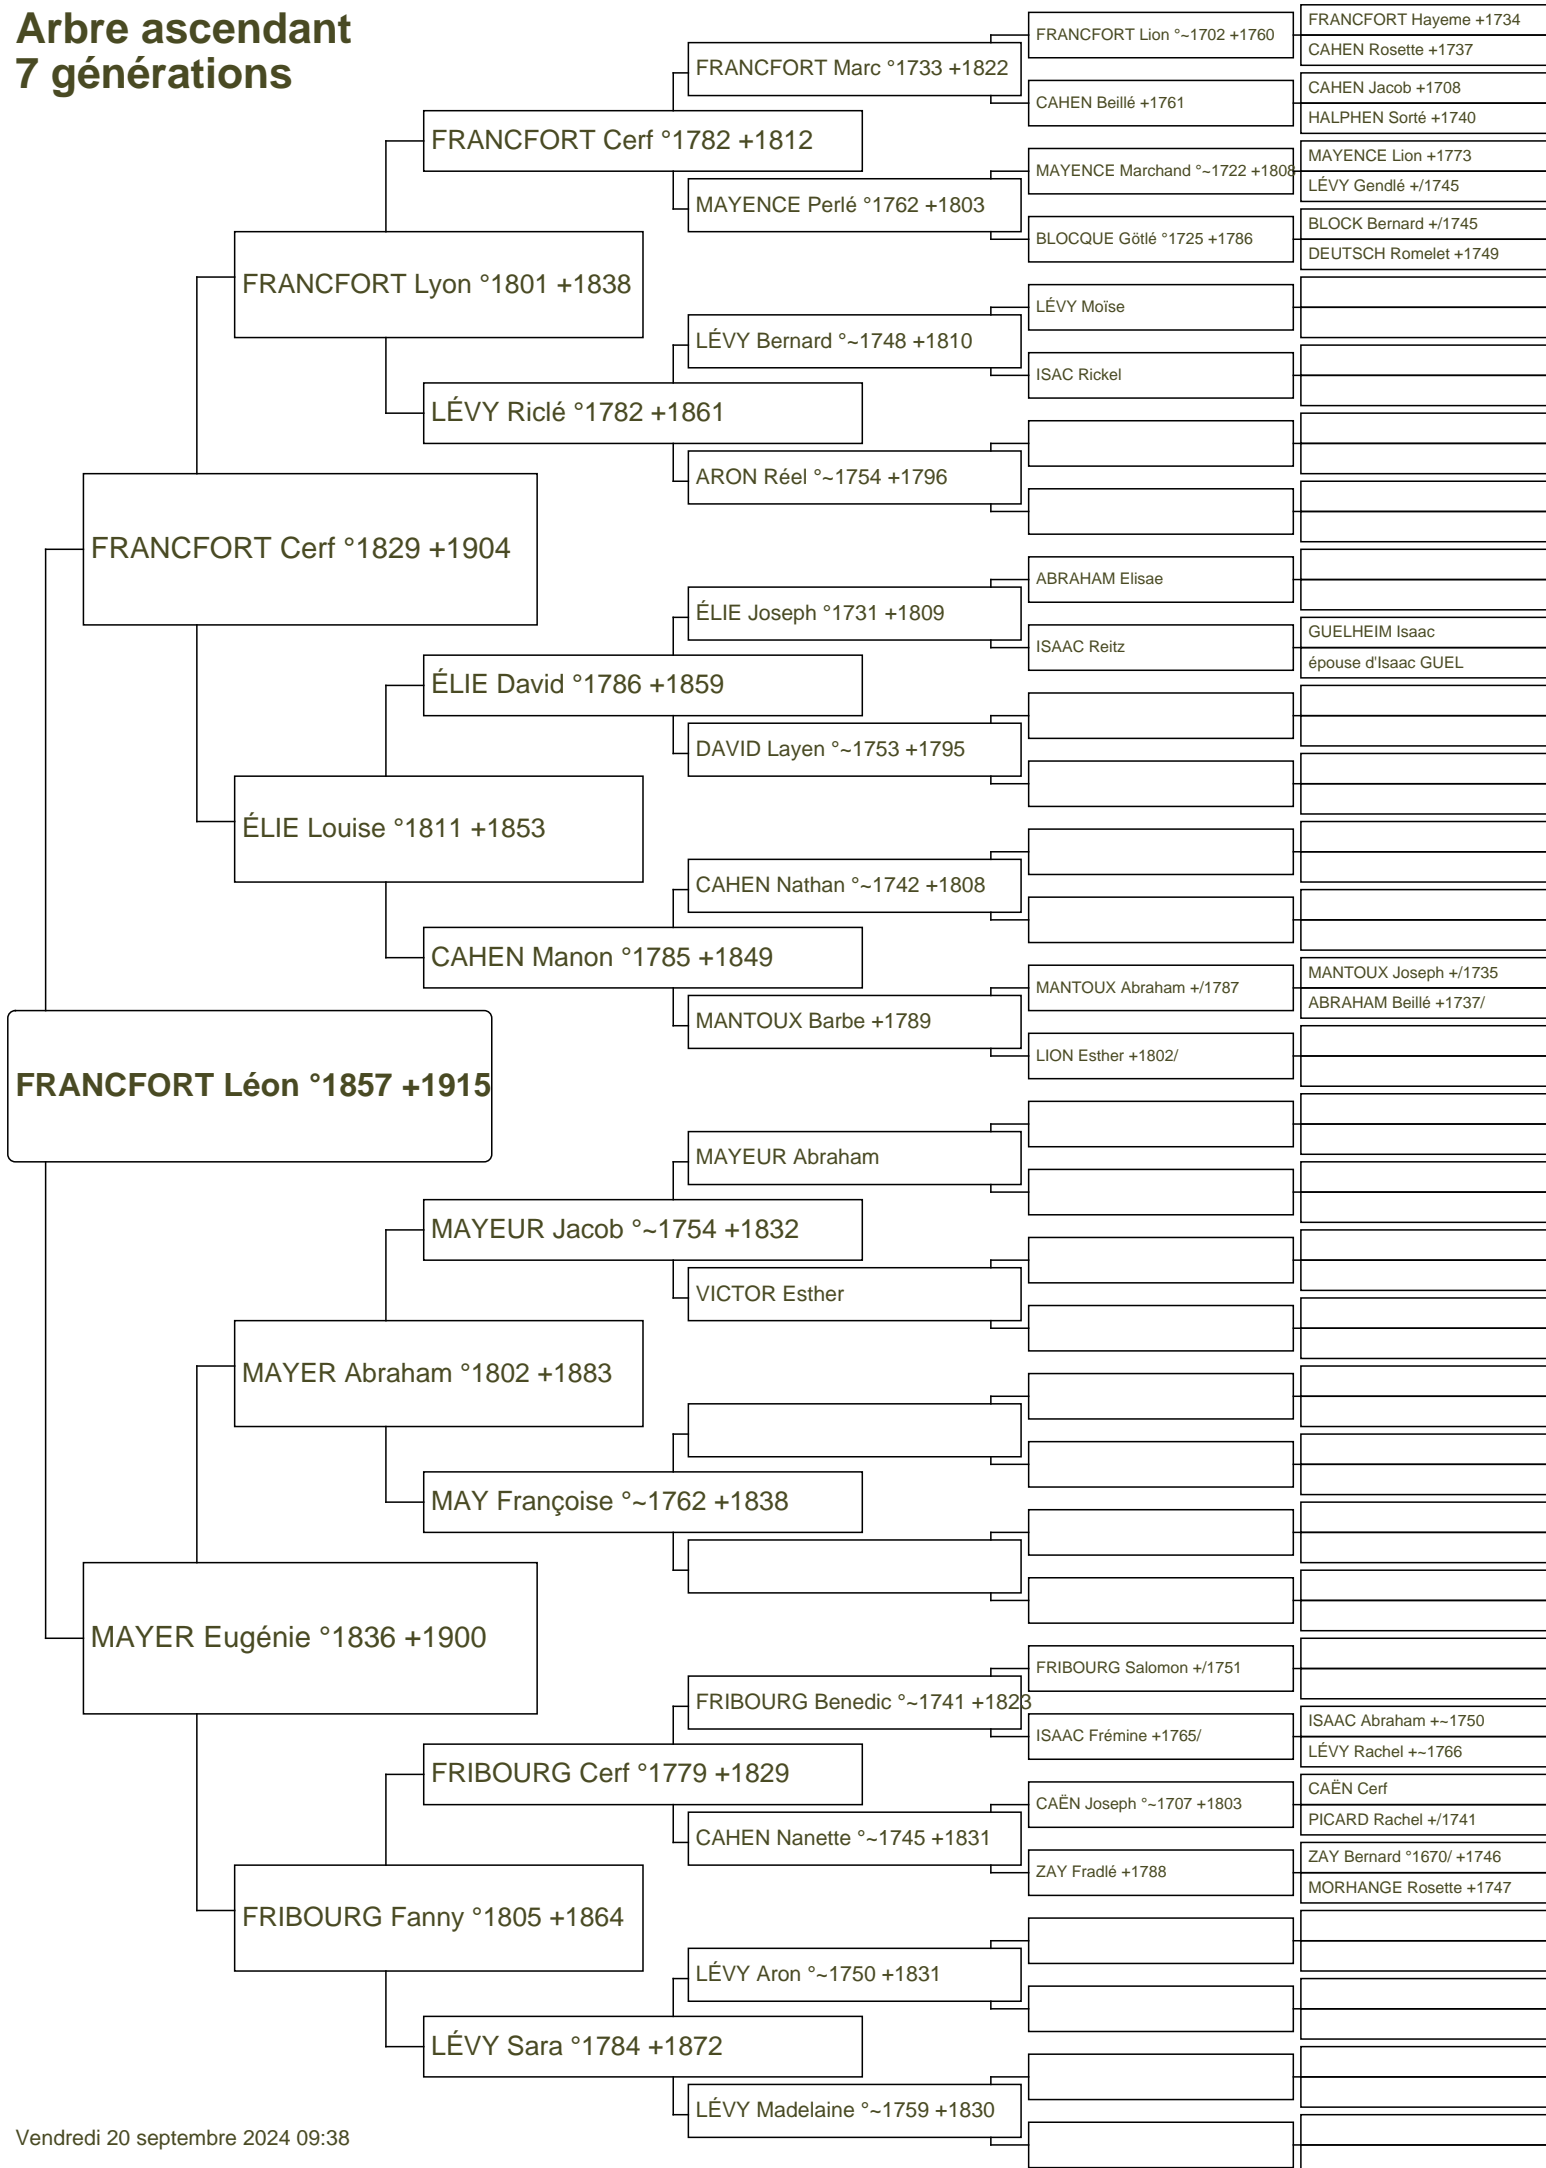 Arbre ascendant
7 générations
FRANCFORT Léon °1857 +1915
FRANCFORT Cerf °1829 +1904
MAYER Eugénie °1836 +1900
FRANCFORT Lyon °1801 +1838
ÉLIE Louise °1811 +1853
MAYER Abraham °1802 +1883
FRIBOURG Fanny °1805 +1864
FRANCFORT Cerf °1782 +1812
LÉVY Riclé °1782 +1861
ÉLIE David °1786 +1859
CAHEN Manon °1785 +1849
MAYEUR Jacob °~1754 +1832
MAY Françoise °~1762 +1838
FRIBOURG Cerf °1779 +1829
LÉVY Sara °1784 +1872
FRANCFORT Marc °1733 +1822
MAYENCE Perlé °1762 +1803
LÉVY Bernard °~1748 +1810
ARON Réel °~1754 +1796
ÉLIE Joseph °1731 +1809
DAVID Layen °~1753 +1795
CAHEN Nathan °~1742 +1808
MANTOUX Barbe +1789
MAYEUR Abraham
VICTOR Esther
FRIBOURG Benedic °~1741 +1823
CAHEN Nanette °~1745 +1831
LÉVY Aron °~1750 +1831
LÉVY Madelaine °~1759 +1830
FRANCFORT Lion °~1702 +1760
CAHEN Beillé +1761
MAYENCE Marchand °~1722 +1808
BLOCQUE Götlé °1725 +1786
LÉVY Moïse
ISAC Rickel
ABRAHAM Elisae
ISAAC Reitz
MANTOUX Abraham +/1787
LION Esther +1802/
FRIBOURG Salomon +/1751
ISAAC Frémine +1765/
CAËN Joseph °~1707 +1803
ZAY Fradlé +1788
FRANCFORT Hayeme +1734
CAHEN Rosette +1737
CAHEN Jacob +1708
HALPHEN Sorté +1740
MAYENCE Lion +1773
LÉVY Gendlé +/1745
BLOCK Bernard +/1745
DEUTSCH Romelet +1749
GUELHEIM Isaac
épouse d'Isaac GUEL
MANTOUX Joseph +/1735
ABRAHAM Beillé +1737/
ISAAC Abraham +~1750
LÉVY Rachel +~1766
CAËN Cerf
PICARD Rachel +/1741
ZAY Bernard °1670/ +1746
MORHANGE Rosette +1747
Vendredi 20 septembre 2024 09:38